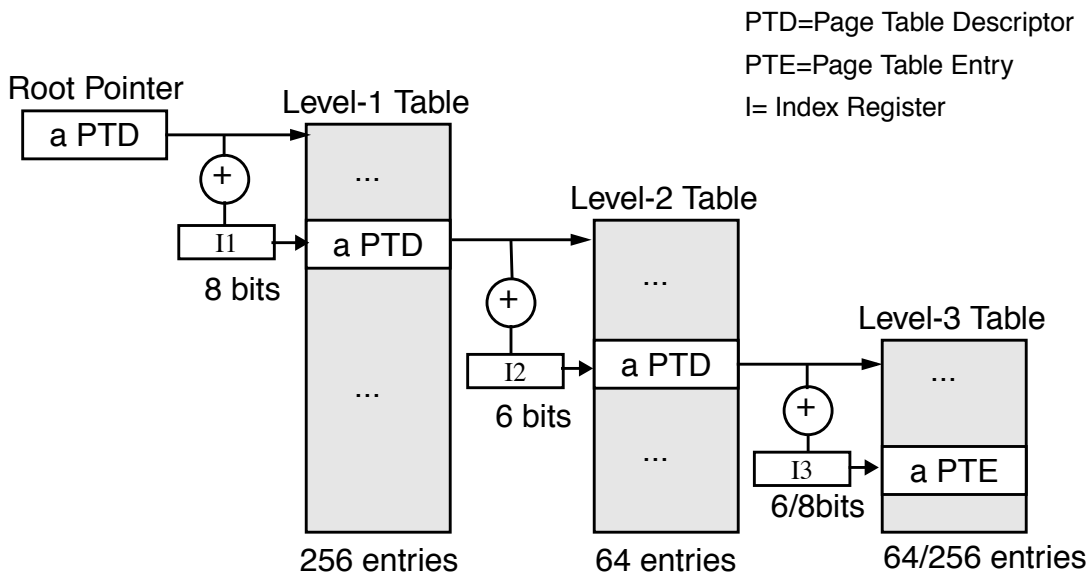 PTD=Page Table Descriptor
PTE=Page Table Entry
I= Index Register
Root Pointer
a PTD
Level-1 Table
...
+
I1
a PTD
8 bits
...
256 entries
Level-2 Table
...
+
I2
a PTD
6 bits
...
64 entries
Level-3 Table
...
+
I3
a PTE
6/8bits
64/256 entries